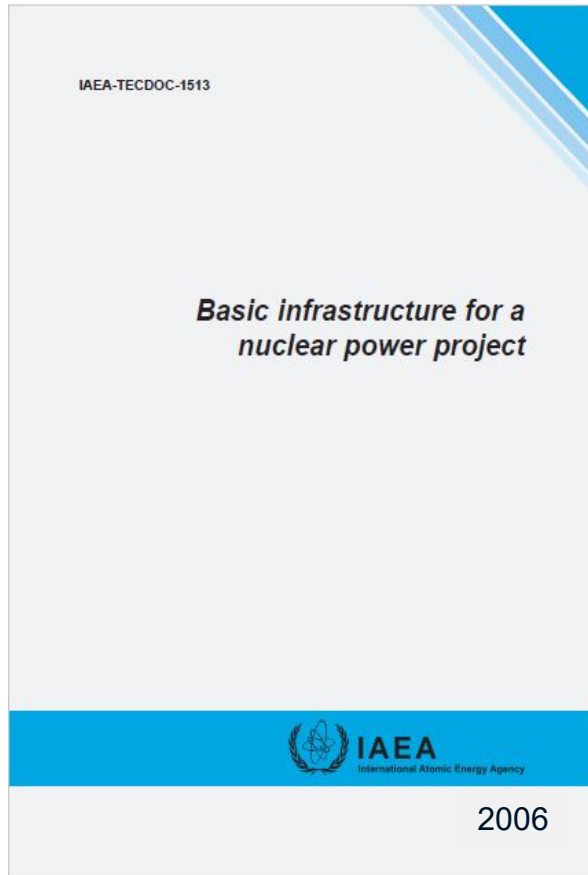 IAEA-TECDOC-1513
Basic infrastructure for a
nuclear power project
IAEA
International Atomic Energy Agency
2006